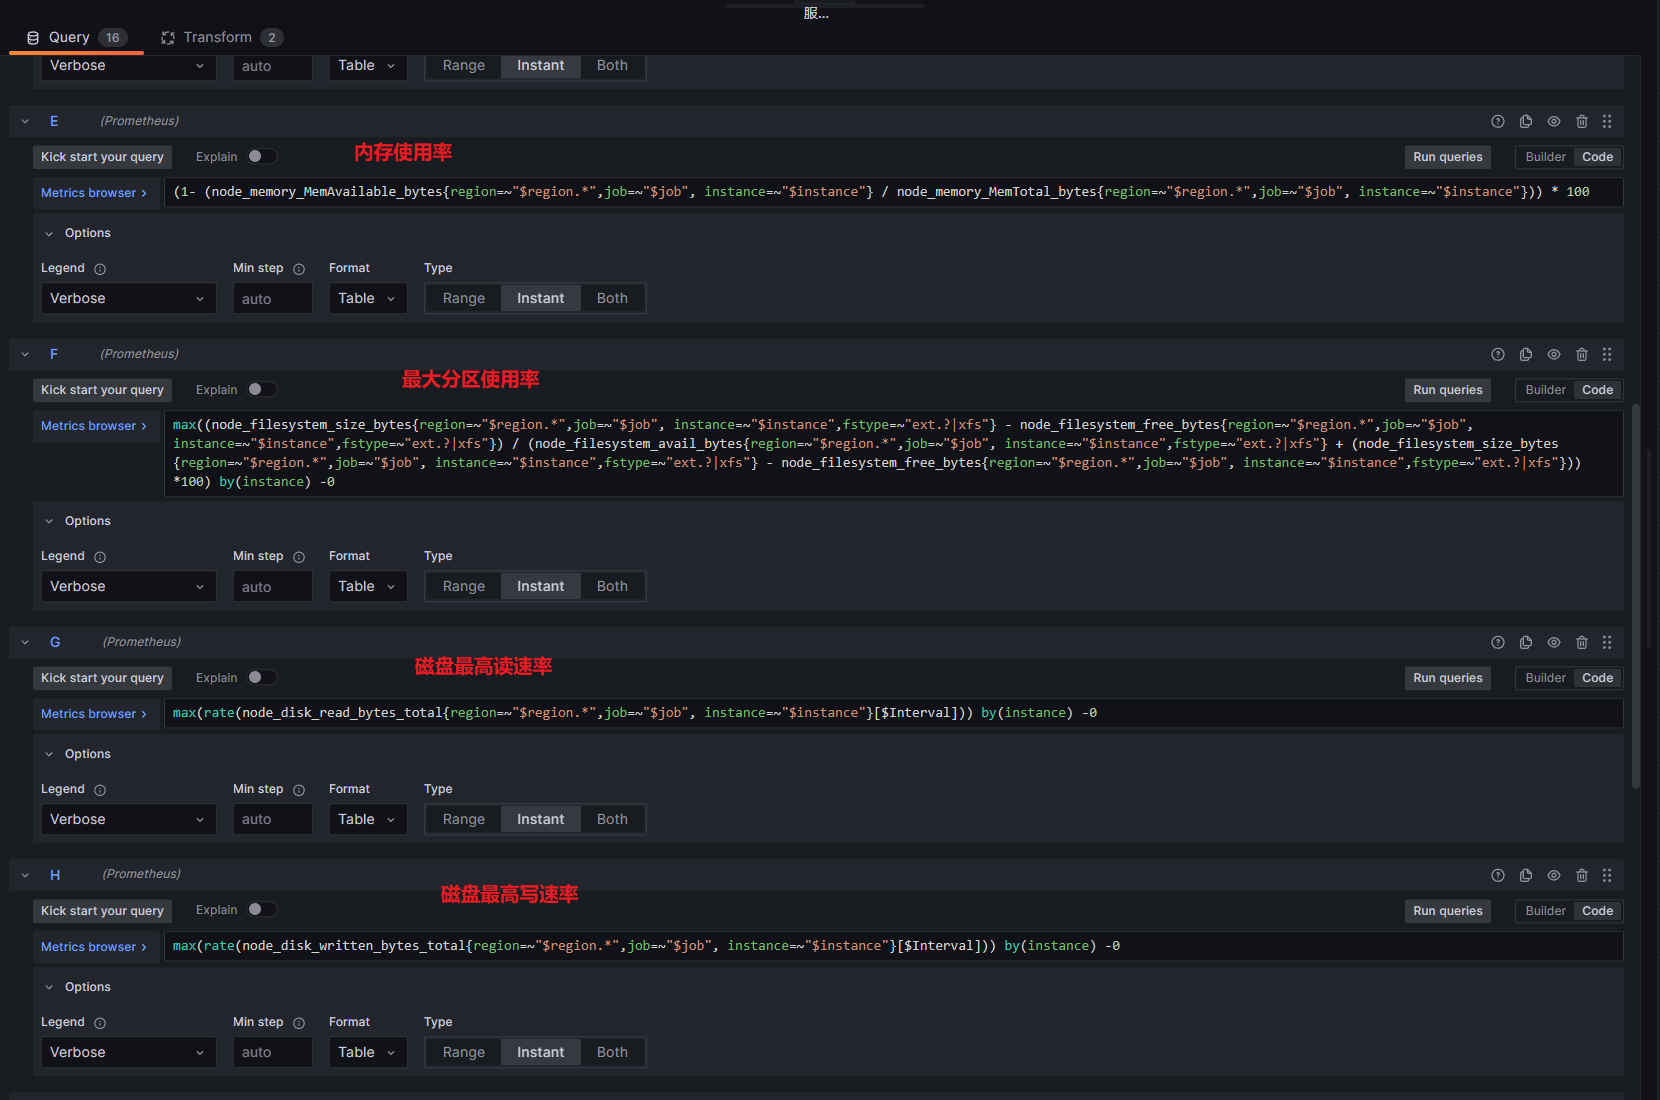 服...
Query 16 Transform 2
Verbose auto Table Range Instant Both
E (Prometheus)
Kick start your query Explain 内存使用率 Run queries Builder Code
Metrics browser > (1- (node_memory_MemAvailable_bytes{region=~"$region.*",job=~"$job", instance=~"$instance"} / node_memory_MemTotal_bytes{region=~"$region.*",job=~"$job", instance=~"$instance"})) * 100
Options
Legend Min step Format Type
Verbose auto Table Range Instant Both
F (Prometheus)
Kick start your query Explain 最大分区使用率 Run queries Builder Code
Metrics browser > max((node_filesystem_size_bytes{region=~"$region.*",job=~"$job", instance=~"$instance",fstype=~"ext.?|xfs"} - node_filesystem_free_bytes{region=~"$region.*",job=~"$job",
instance=~"$instance",fstype=~"ext.?|xfs"}) / (node_filesystem_avail_bytes{region=~"$region.*",job=~"$job", instance=~"$instance",fstype=~"ext.?|xfs"} + (node_filesystem_size_bytes
{region=~"$region.*",job=~"$job", instance=~"$instance",fstype=~"ext.?|xfs"} - node_filesystem_free_bytes{region=~"$region.*",job=~"$job", instance=~"$instance",fstype=~"ext.?|xfs"}))
*100) by(instance) -0
Options
Legend Min step Format Type
Verbose auto Table Range Instant Both
G (Prometheus)
Kick start your query Explain 磁盘最高读速率 Run queries Builder Code
Metrics browser > max(rate(node_disk_read_bytes_total{region=~"$region.*",job=~"$job", instance=~"$instance"}[$Interval])) by(instance) -0
Options
Legend Min step Format Type
Verbose auto Table Range Instant Both
H (Prometheus)
Kick start your query Explain 磁盘最高写速率 Run queries Builder Code
Metrics browser > max(rate(node_disk_written_bytes_total{region=~"$region.*",job=~"$job", instance=~"$instance"}[$Interval])) by(instance) -0
Options
Legend Min step Format Type
Verbose auto Table Range Instant Both